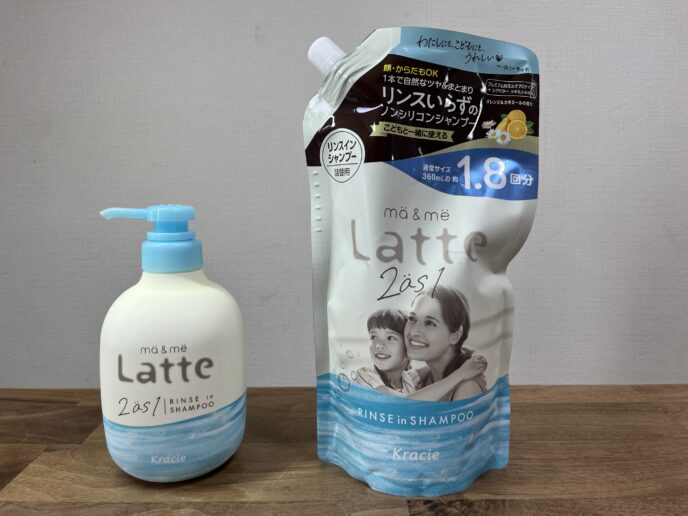 mä & më
Latte
2äs1
RINSE in
SHAMPOO
Kracie
わたしにも、こどもにも、
うれしい♥
顔・からだもOK
1本で自然なツヤ&まとまり
リンスいらずの
ノンシリコンシャンプー
こどもと一緒に使える
オレンジ&カモミールの香り
リンスイン
シャンプー
詰替用
通常サイズ
360mLの 約
1.8回分
mä & më
Latte
2äs1
RINSE in SHAMPOO
Kracie